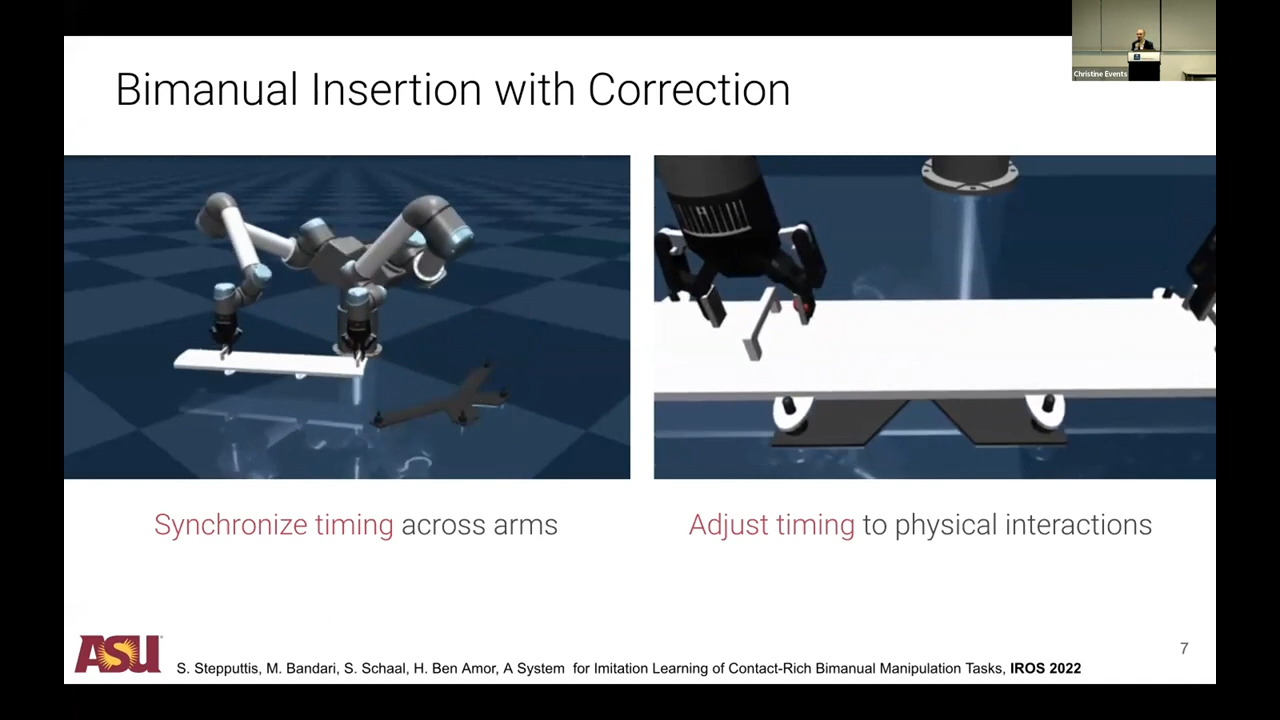 Christine Events
Bimanual Insertion with Correction
Synchronize timing across arms
Adjust timing to physical interactions
7
ASU
S. Stepputtis, M. Bandari, S. Schaal, H. Ben Amor, A System for Imitation Learning of Contact-Rich Bimanual Manipulation Tasks, IROS 2022